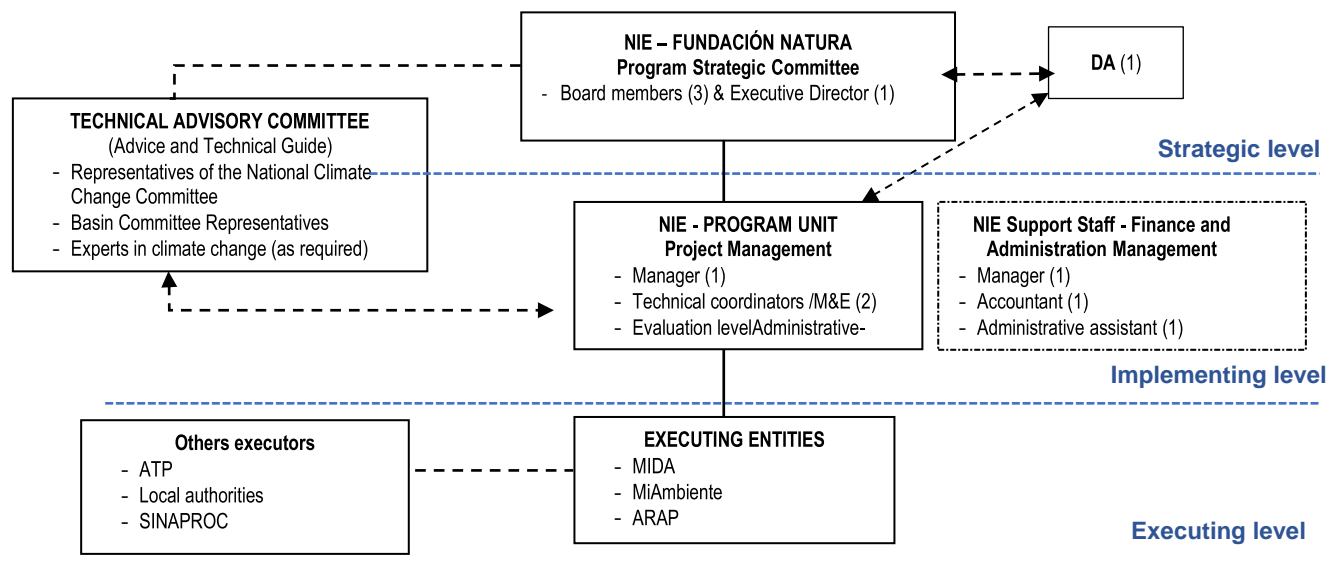 NIE – FUNDACIÓN NATURA
Program Strategic Committee
- Board members (3) & Executive Director (1)
DA (1)
TECHNICAL ADVISORY COMMITTEE
(Advice and Technical Guide)
- Representatives of the National Climate
Change Committee
- Basin Committee Representatives
- Experts in climate change (as required)
Strategic level
NIE - PROGRAM UNIT
Project Management
- Manager (1)
- Technical coordinators /M&E (2)
- Evaluation levelAdministrative-
NIE Support Staff - Finance and
Administration Management
- Manager (1)
- Accountant (1)
- Administrative assistant (1)
Implementing level
Others executors
- ATP
- Local authorities
- SINAPROC
EXECUTING ENTITIES
- MIDA
- MiAmbiente
- ARAP
Executing level